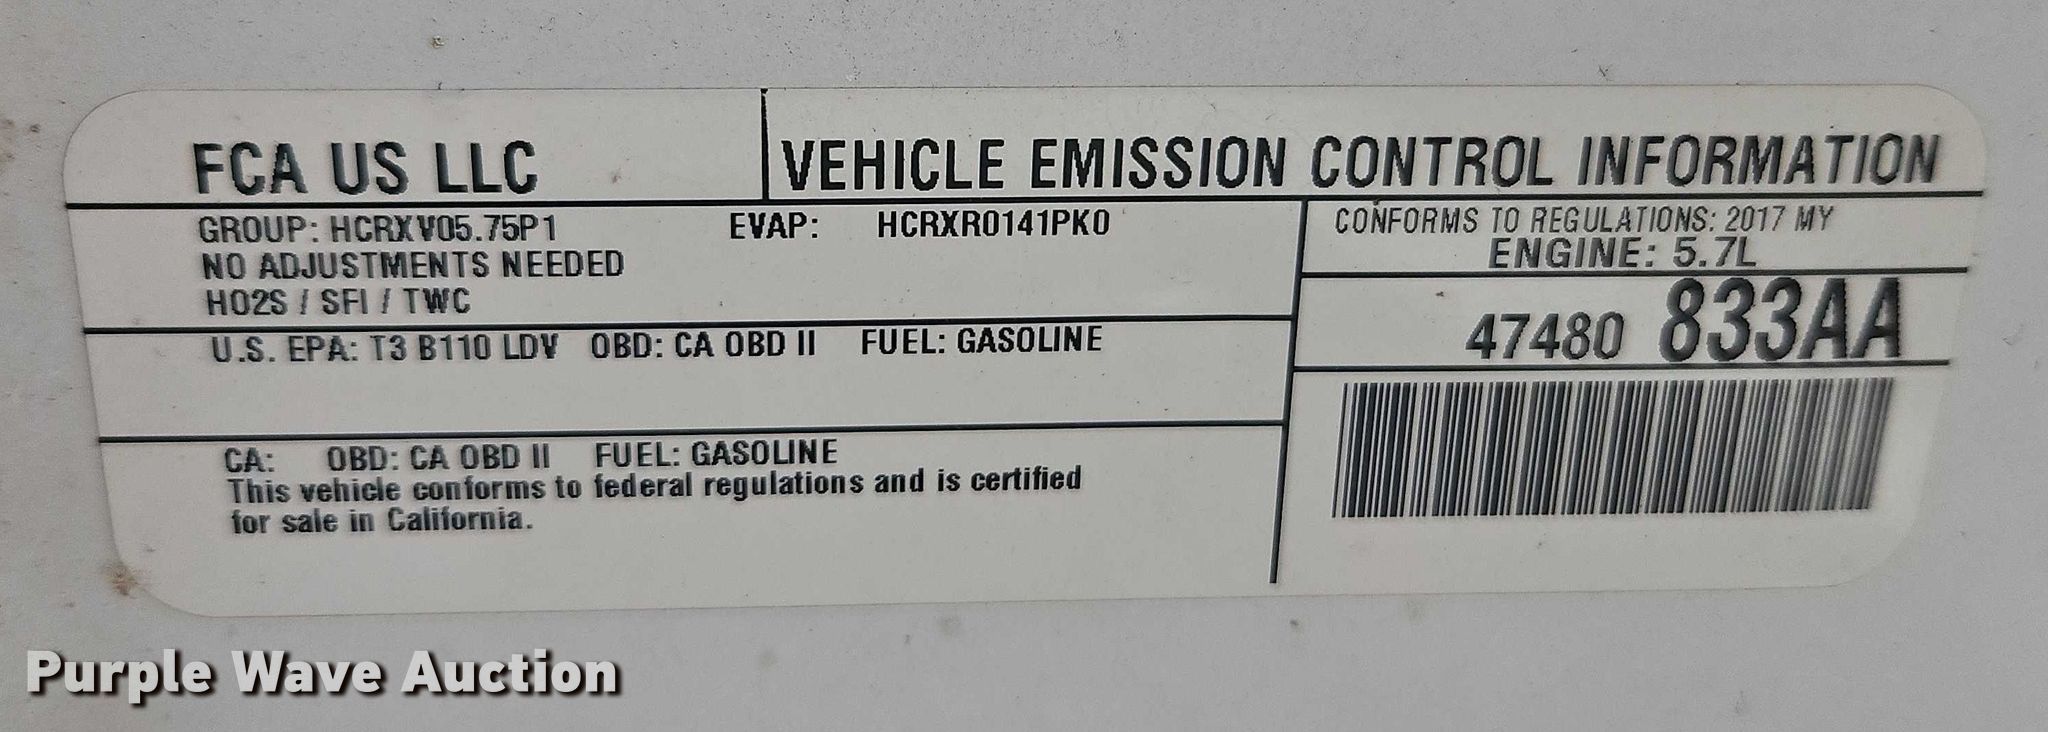 FCA US LLC
VEHICLE EMISSION CONTROL INFORMATION
GROUP: HCRXV05.75P1 EVAP: HCRXR0141PK0
NO ADJUSTMENTS NEEDED
HO2S / SFI / TWC
CONFORMS TO REGULATIONS: 2017 MY
ENGINE: 5.7L
47480 833AA
U.S. EPA: T3 B110 LDV OBD: CA OBD II FUEL: GASOLINE
CA: OBD: CA OBD II FUEL: GASOLINE
This vehicle conforms to federal regulations and is certified
for sale in California.
Purple Wave Auction